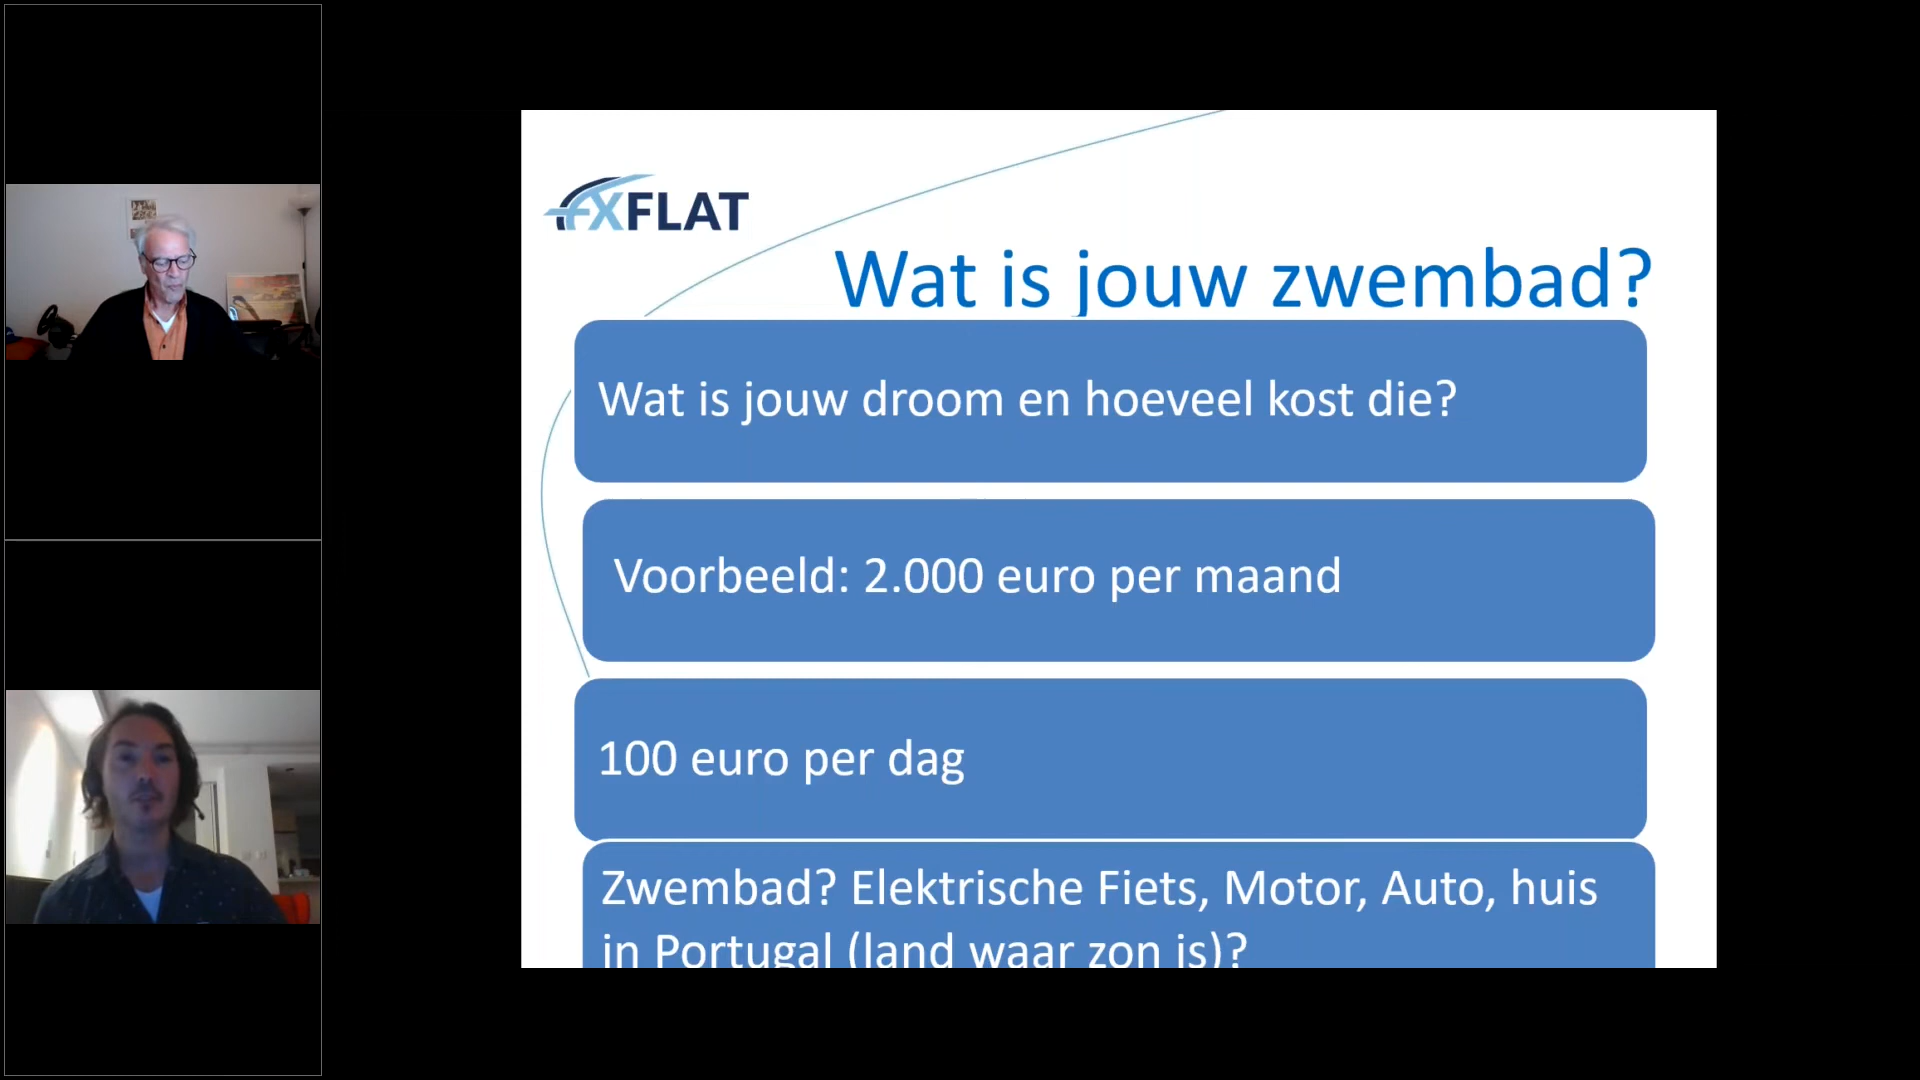 FXFLAT
Wat is jouw zwembad?
Wat is jouw droom en hoeveel kost die?
Voorbeeld: 2.000 euro per maand
100 euro per dag
Zwembad? Elektrische Fiets, Motor, Auto, huis
in Portugal (land waar zon is)?